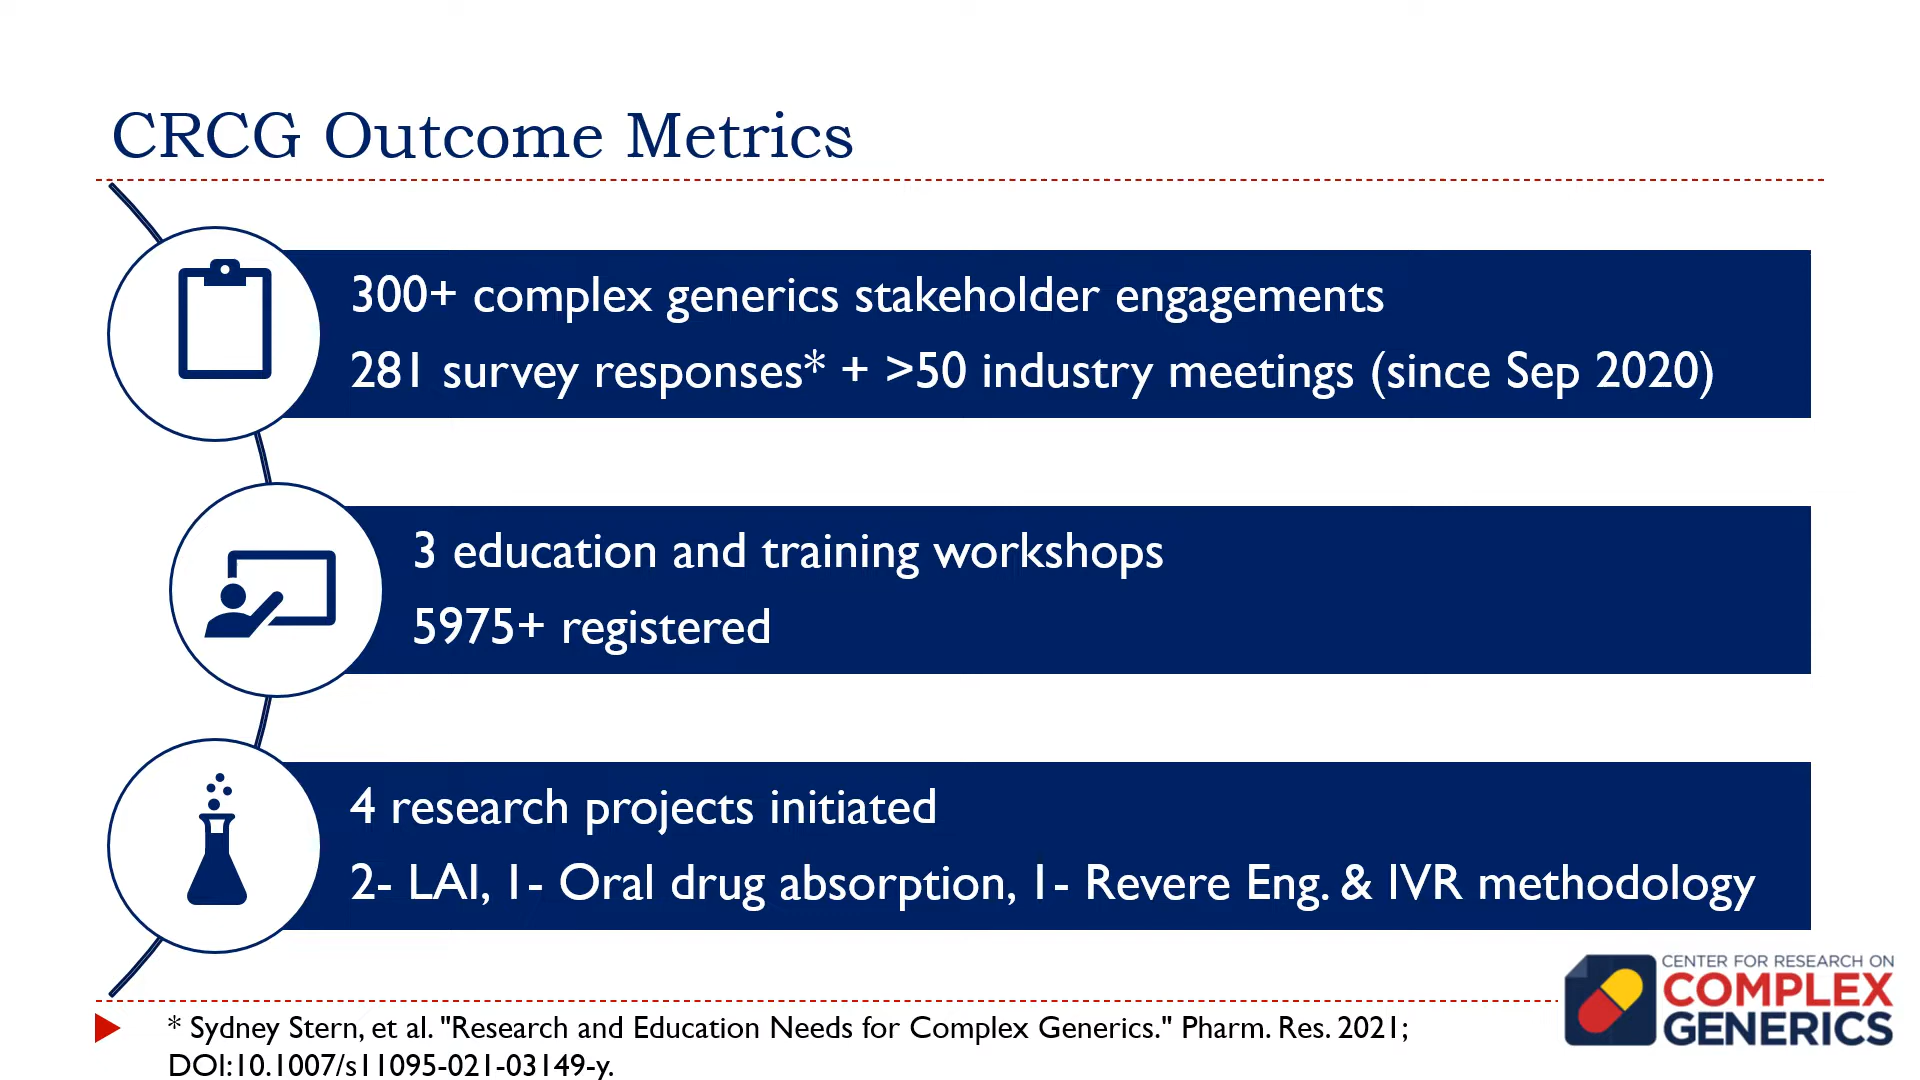 CRCG Outcome Metrics
300+ complex generics stakeholder engagements
281 survey responses* + >50 industry meetings (since Sep 2020)
3 education and training workshops
5975+ registered
4 research projects initiated
2- LAI, 1- Oral drug absorption, 1- Revere Eng. & IVR methodology
CENTER FOR RESEARCH ON
COMPLEX
GENERICS
* Sydney Stern, et al. "Research and Education Needs for Complex Generics." Pharm. Res. 2021;
DOI:10.1007/s11095-021-03149-y.